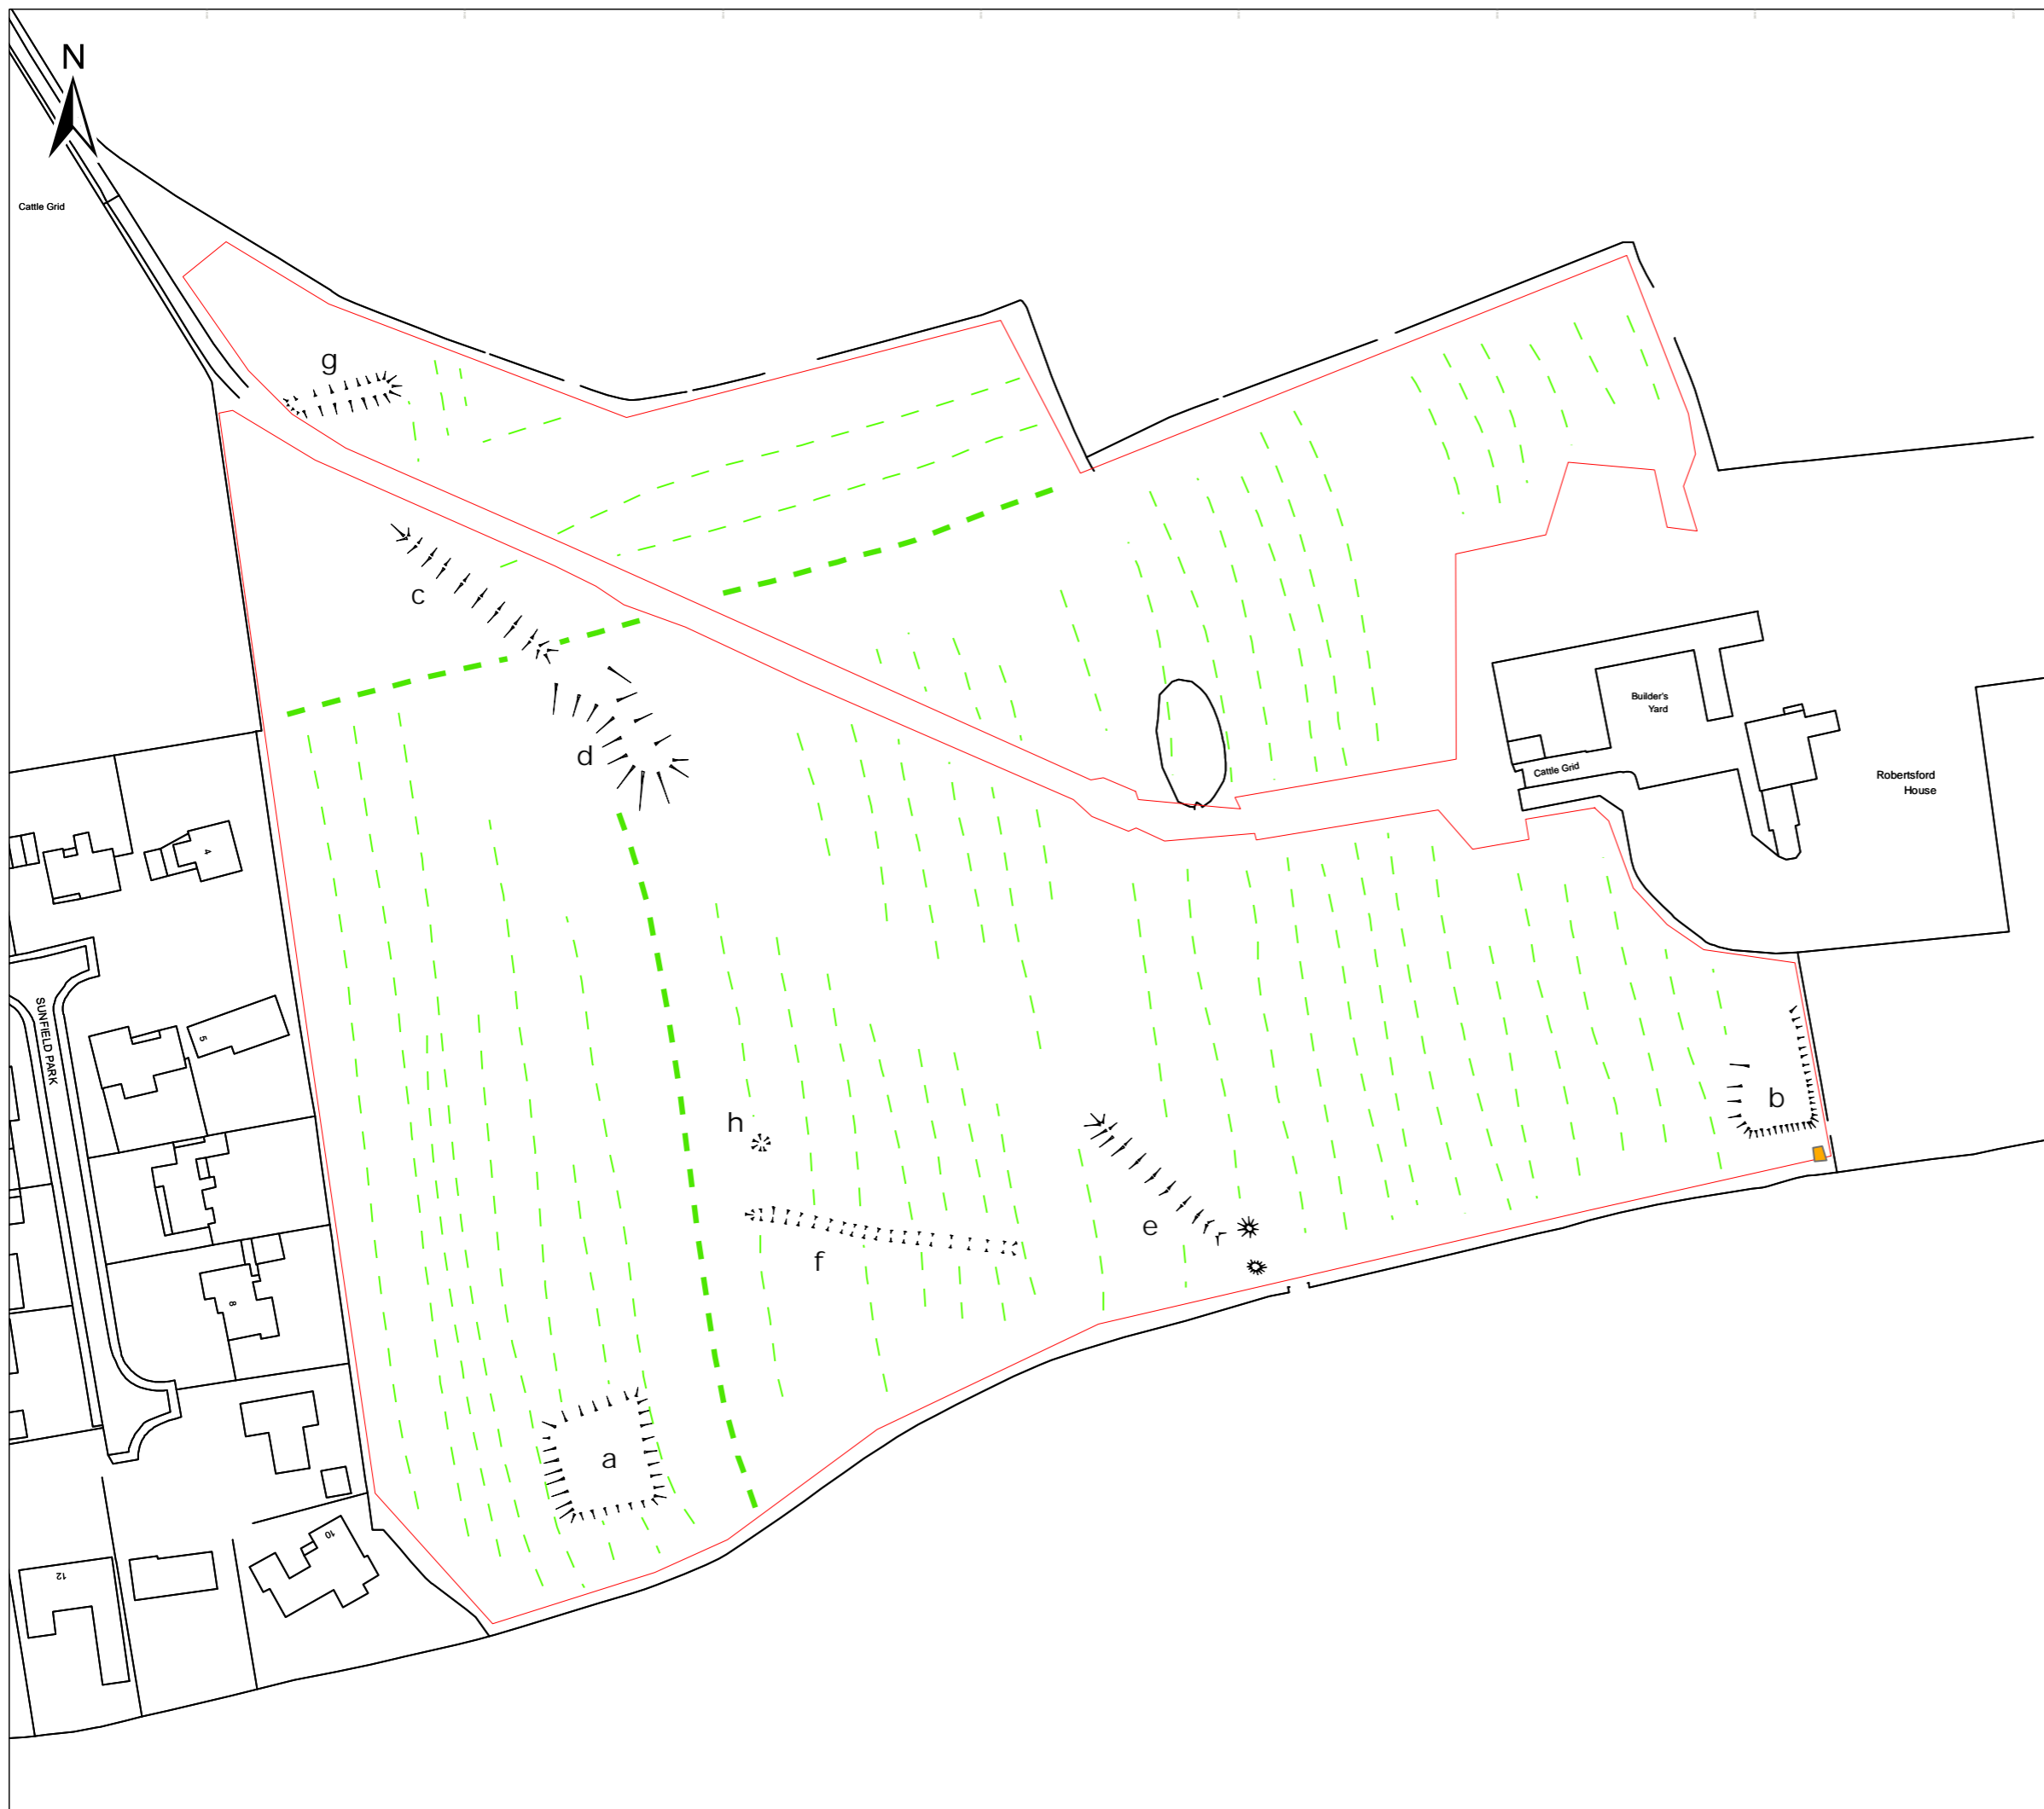 N
Cattle Grid
g
c
d
Builder's
Yard
Cattle Grid
Robertsford
House
4
SUNFIELD PARK
5
h
b
e
f
8
a
10
12